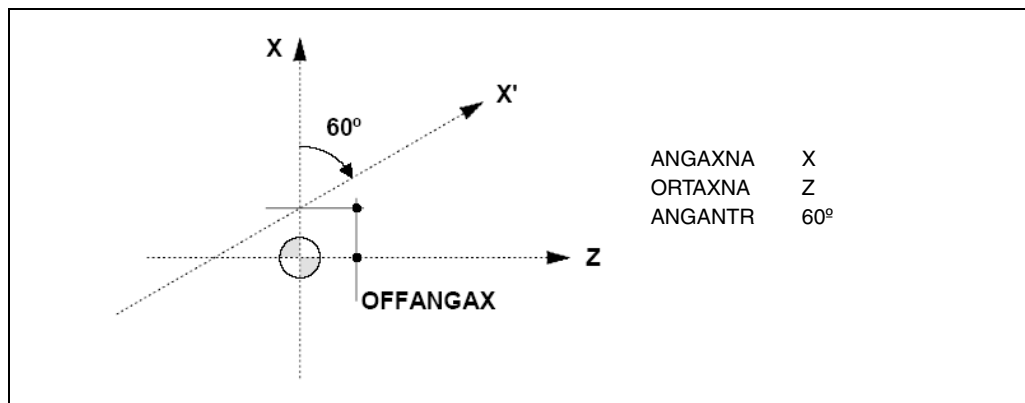 X
X'
60º
Z
OFFANGAX
ANGAXNA X
ORTAXNA Z
ANGANTR 60º